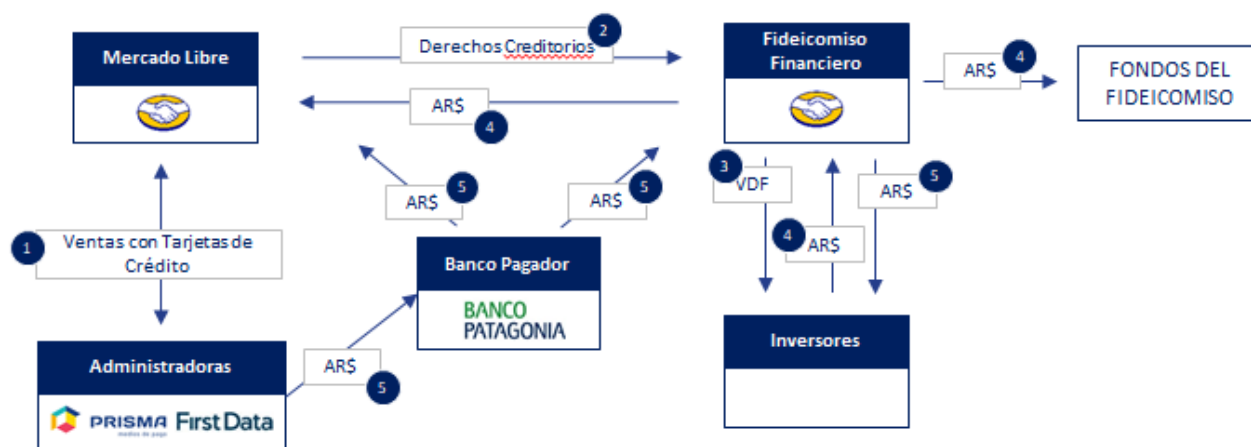 Mercado Libre
2
Derechos Creditorios
Fideicomiso
Financiero
AR$
4
FONDOS DEL
FIDEICOMISO
AR$
4
3
VDF
AR$
5
AR$
5
AR$
5
4
AR$
1
Ventas con Tarjetas de
Crédito
Banco Pagador
BANCO
PATAGONIA
Administradoras
PRISMA
medios de pago
FirstData
AR$
5
Inversores